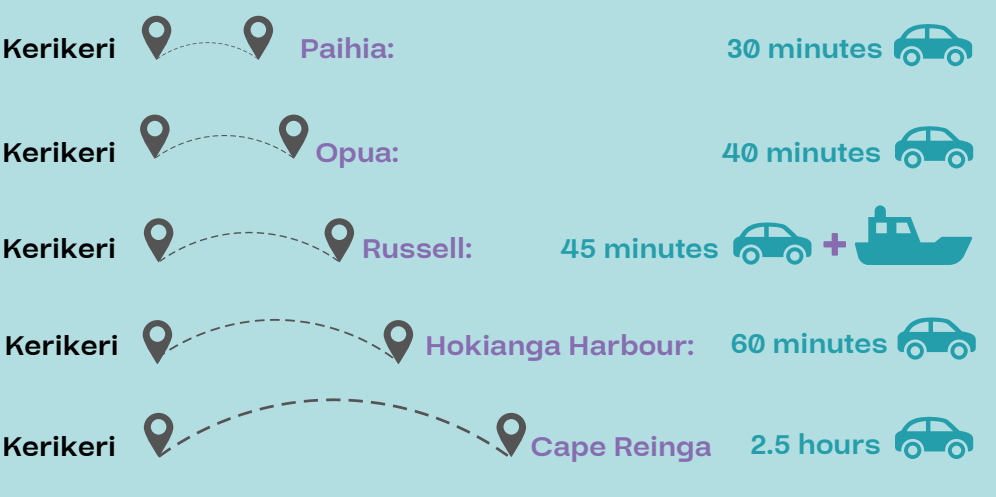 Kerikeri Paihia: 30 minutes
Kerikeri Opua: 40 minutes
Kerikeri Russell: 45 minutes +
Kerikeri Hokianga Harbour: 60 minutes
Kerikeri Cape Reinga 2.5 hours